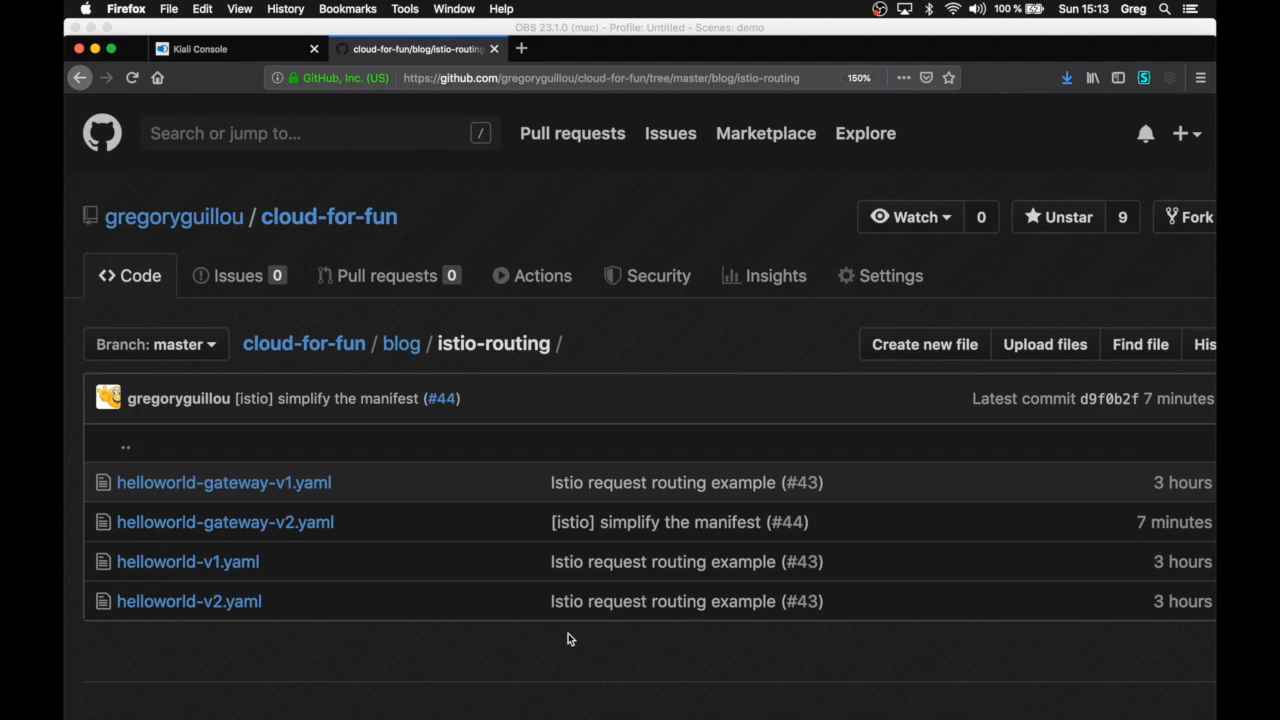 Firefox File Edit View History Bookmarks Tools Window Help 100 % Sun 15:13 Greg
OBS 23.1.0 (mac) - Profile: Untitled - Scenes: demo
Kiali Console cloud-for-fun/blog/istio-routing
GitHub, Inc. (US) https://github.com/gregoryguillou/cloud-for-fun/tree/master/blog/istio-routing 150%
Search or jump to... / Pull requests Issues Marketplace Explore
gregoryguillou / cloud-for-fun Watch 0 Unstar 9 Fork
Code Issues 0 Pull requests 0 Actions Security Insights Settings
Branch: master cloud-for-fun / blog / istio-routing / Create new file Upload files Find file His
gregoryguillou [istio] simplify the manifest (#44) Latest commit d9f0b2f 7 minutes
..
helloworld-gateway-v1.yaml Istio request routing example (#43) 3 hours
helloworld-gateway-v2.yaml [istio] simplify the manifest (#44) 7 minutes
helloworld-v1.yaml Istio request routing example (#43) 3 hours
helloworld-v2.yaml Istio request routing example (#43) 3 hours